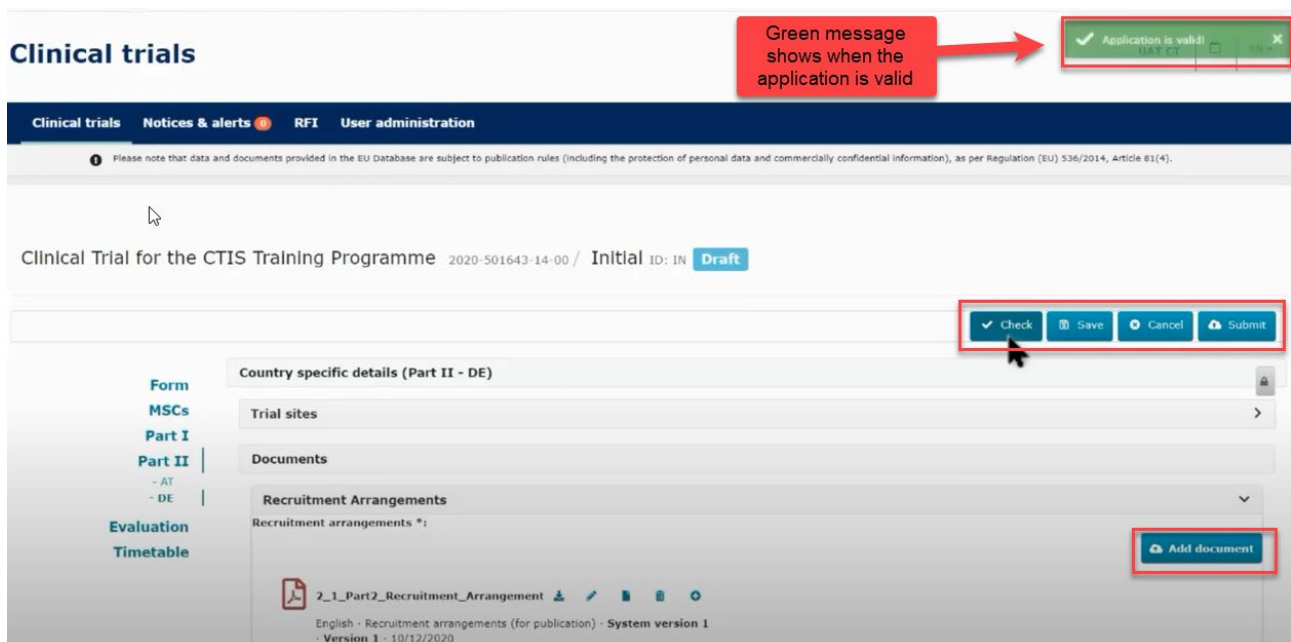 Clinical trials
Green message
shows when the
application is valid
Application is valid!
UAT CT
Clinical trials Notices & alerts 0 RFI User administration
Please note that data and documents provided in the EU Database are subject to publication rules (including the protection of personal data and commercially confidential information), as per Regulation (EU) 536/2014, Article 81(4).
Clinical Trial for the CTIS Training Programme 2020-501643-14-00 / Initial ID: IN Draft
Check Save Cancel Submit
Country specific details (Part II - DE)
Form
MSCs
Part I
Part II
- AT
- DE
Evaluation
Timetable
Trial sites
Documents
Recruitment Arrangements
Recruitment arrangements *:
Add document
2_1_Part2_Recruitment_Arrangement
English · Recruitment arrangements (for publication) · System version 1
· Version 1 · 10/12/2020